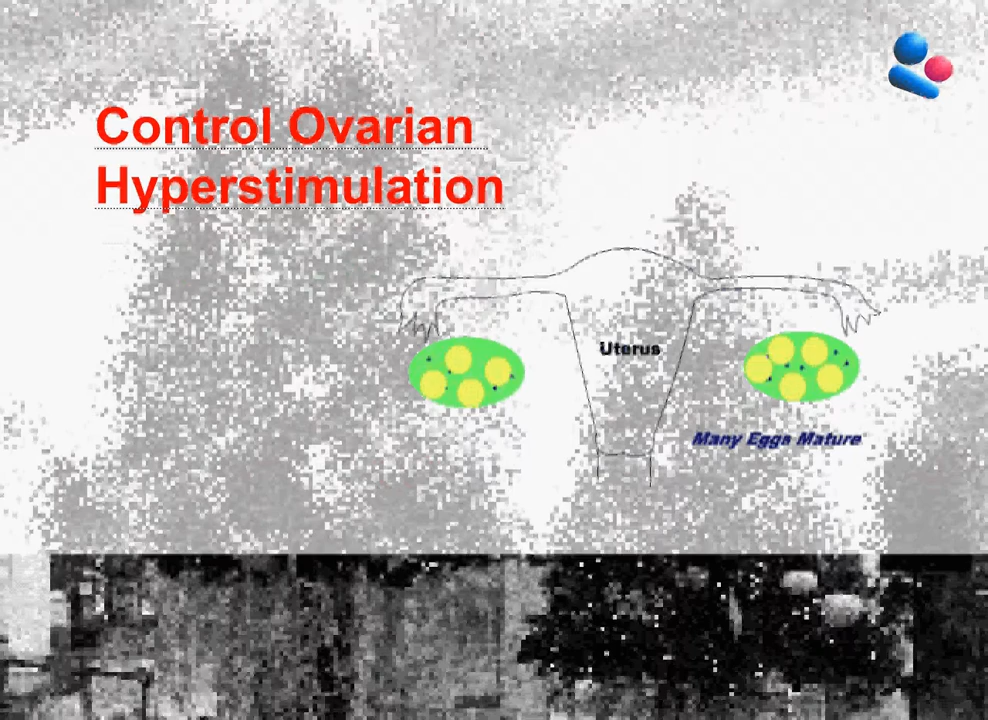 Control Ovarian
Hyperstimulation
Uterus
Many Eggs Mature